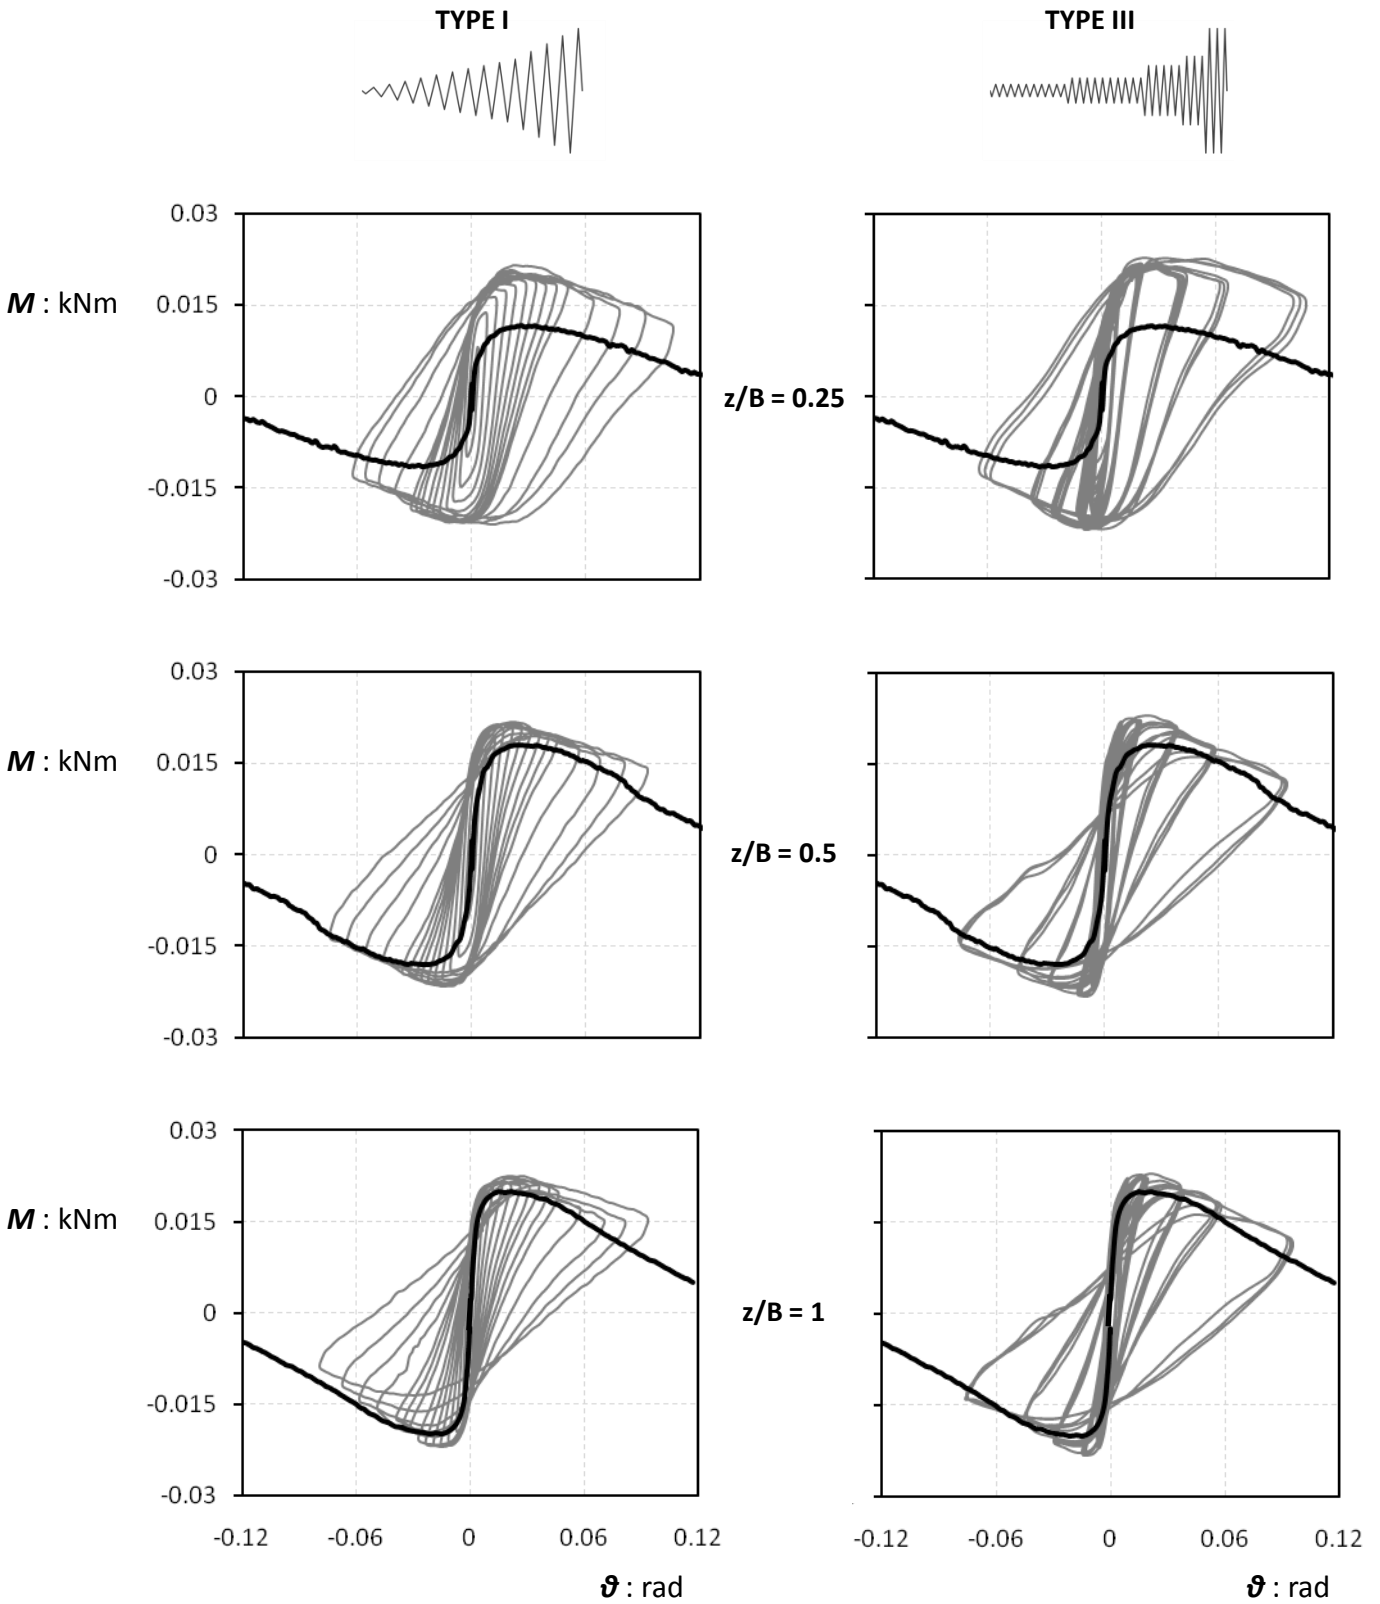 TYPE I TYPE III
0.03
M : kNm 0.015
0 z/B = 0.25
-0.015
-0.03
0.03
M : kNm 0.015
0 z/B = 0.5
-0.015
-0.03
0.03
M : kNm 0.015
0 z/B = 1
-0.015
-0.03
-0.12 -0.06 0 0.06 0.12 -0.12 -0.06 0 0.06 0.12
ϑ : rad ϑ : rad